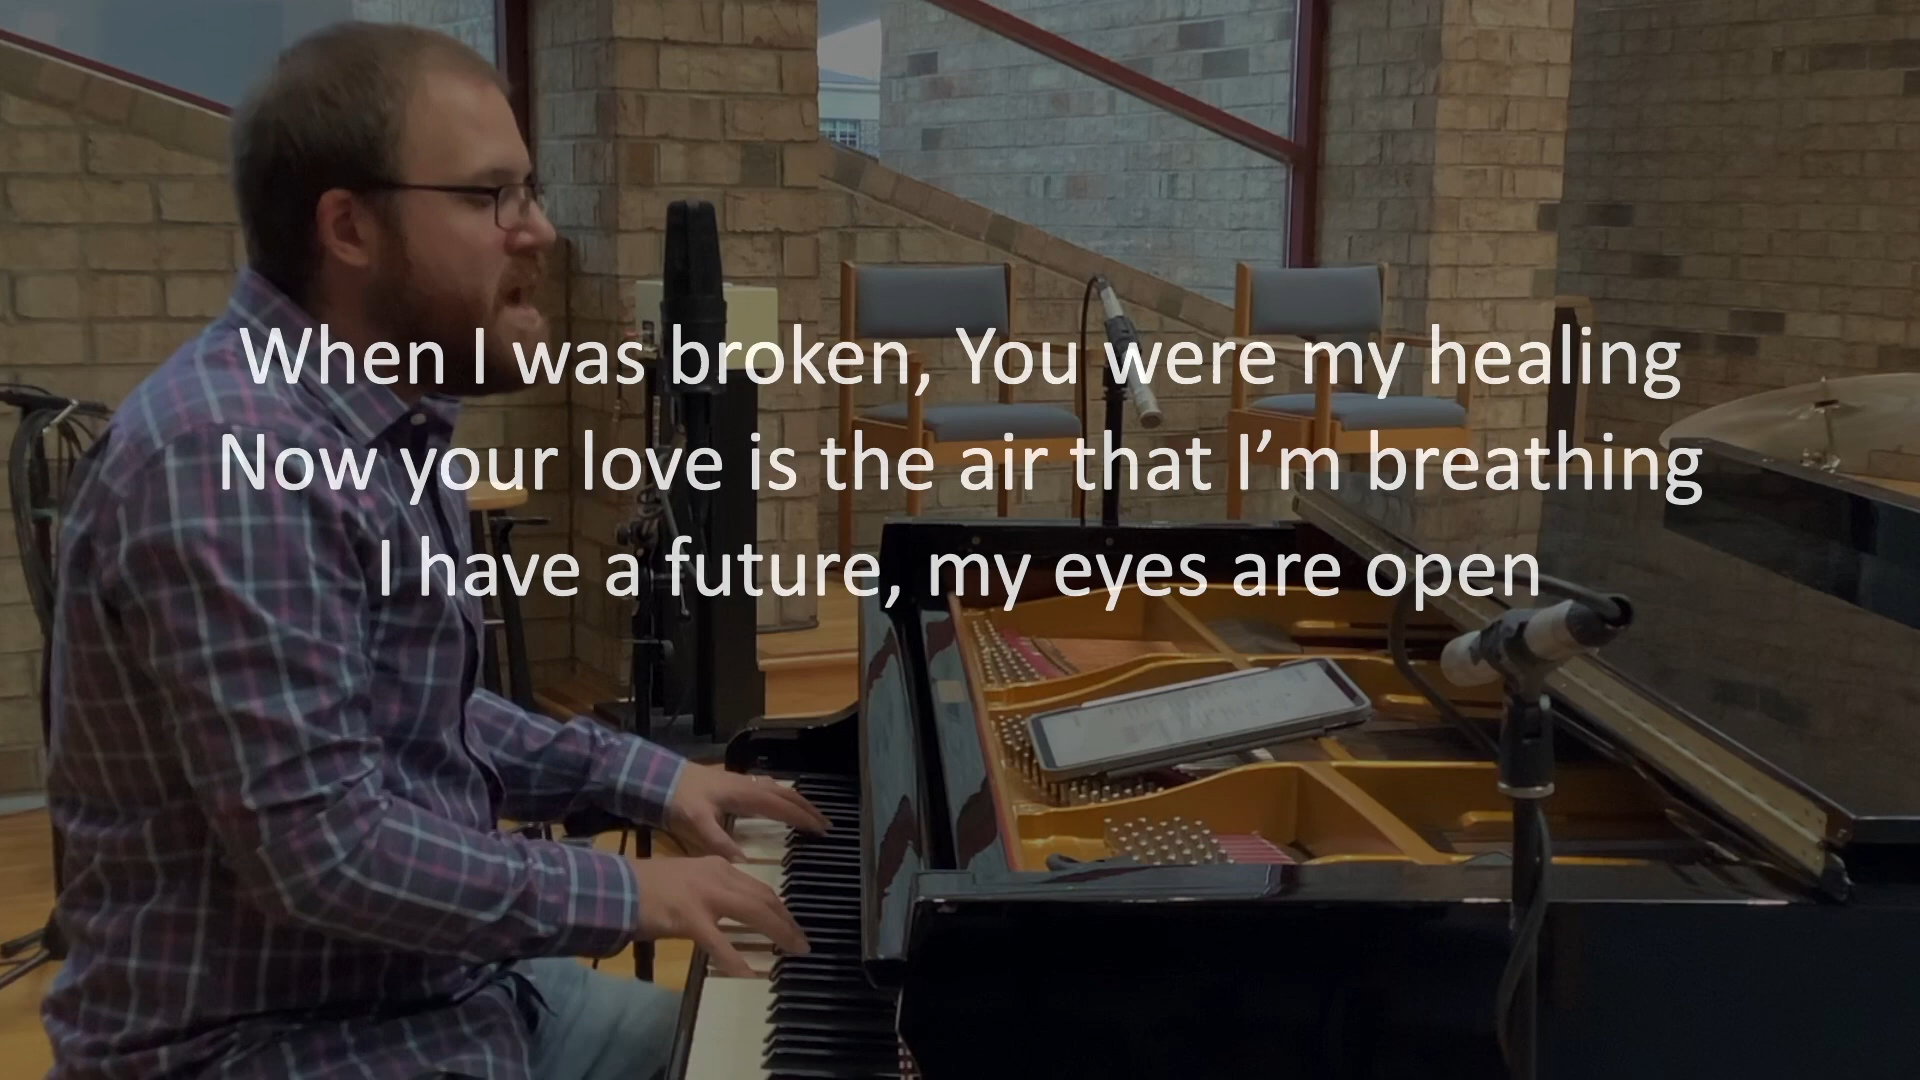 When I was broken, You were my healing
Now your love is the air that I’m breathing
I have a future, my eyes are open